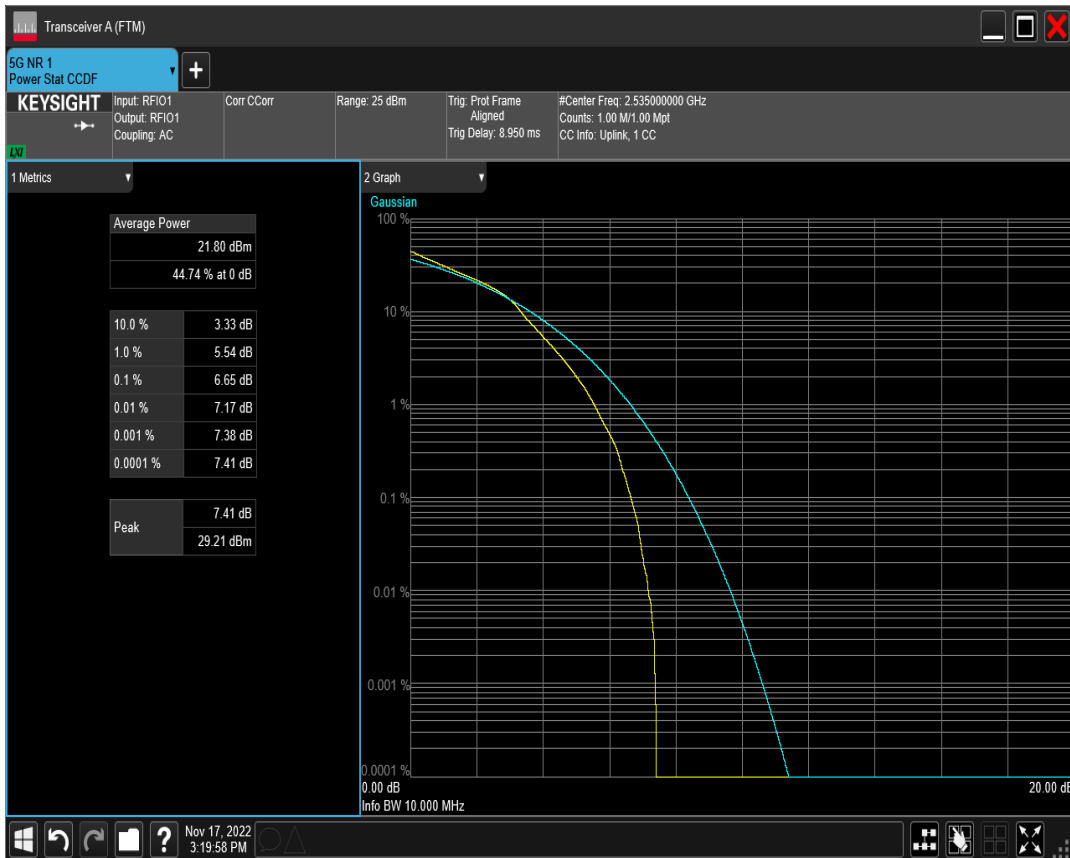 Transceiver A (FTM)
5G NR 1
Power Stat CCDF
+
KEYSIGHT
LXI
Input: RFIO1
Output: RFIO1
Coupling: AC
Corr CCorr
Range: 25 dBm
Trig: Prot Frame
Aligned
Trig Delay: 8.950 ms
#Center Freq: 2.535000000 GHz
Counts: 1.00 M/1.00 Mpt
CC Info: Uplink, 1 CC
1 Metrics
Average Power
21.80 dBm
44.74 % at 0 dB
10.0 % 3.33 dB
1.0 % 5.54 dB
0.1 % 6.65 dB
0.01 % 7.17 dB
0.001 % 7.38 dB
0.0001 % 7.41 dB
Peak
7.41 dB
29.21 dBm
2 Graph
Gaussian
100 %
10 %
1 %
0.1 %
0.01 %
0.001 %
0.0001 %
0.00 dB
20.00 dB
Info BW 10.000 MHz
?
Nov 17, 2022
3:19:58 PM